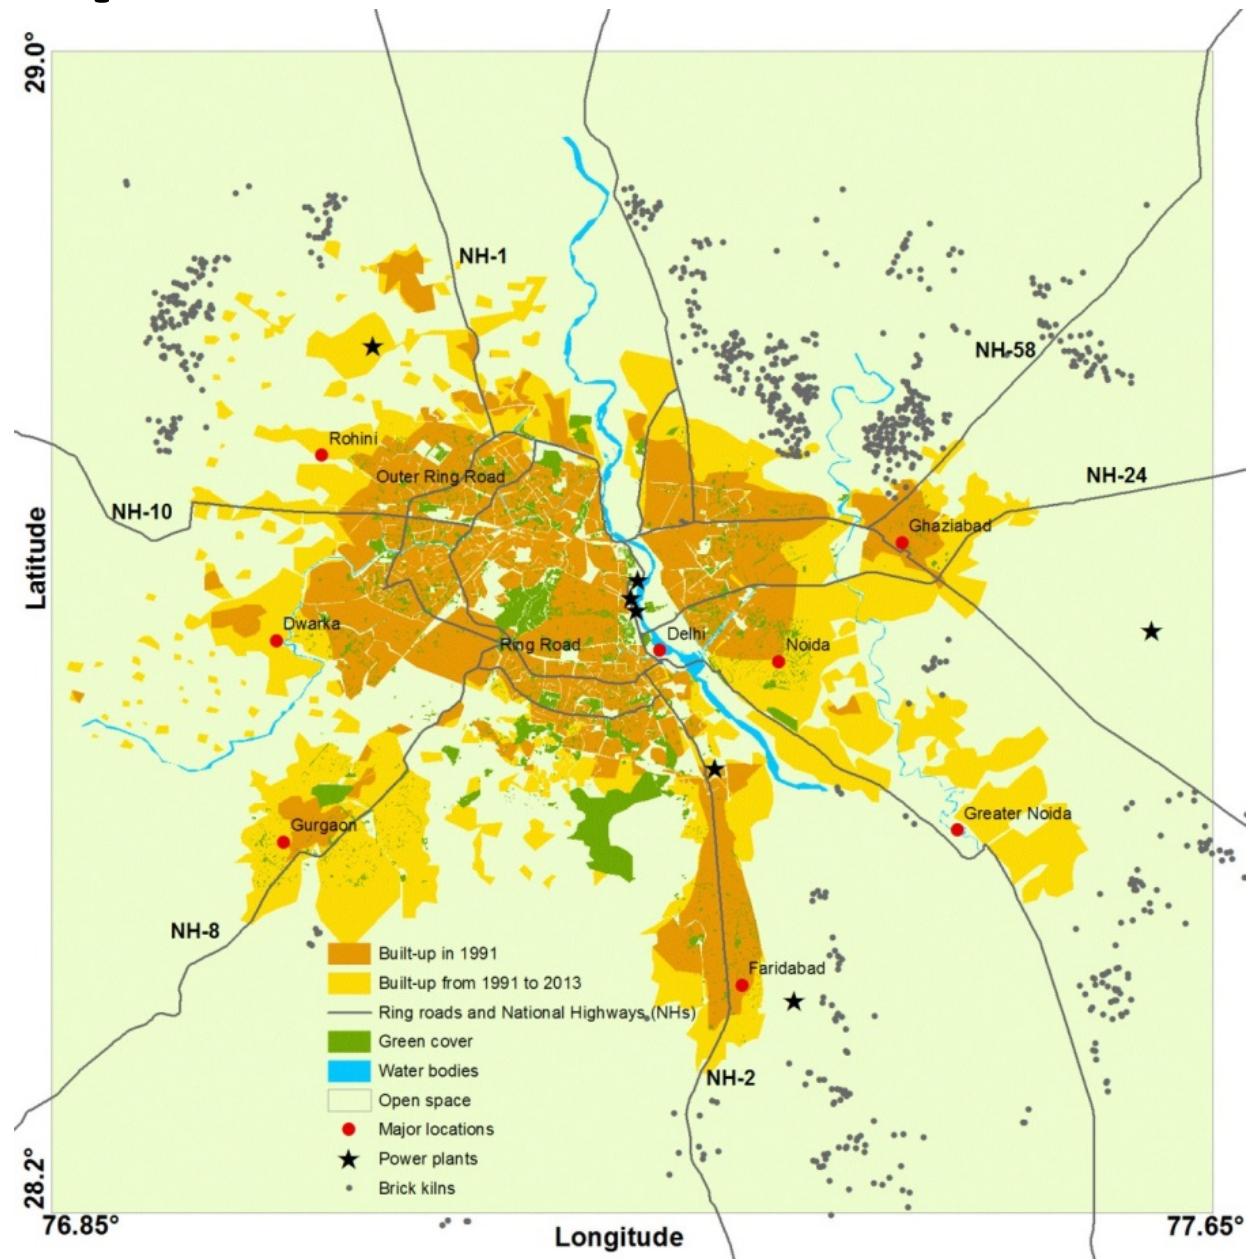 29.0°
NH-1
NH-58
Rohini
Outer Ring Road
NH-24
NH-10
Ghaziabad
Latitude
Dwarka
Ring Road
Delhi
Noida
Gurgaon
Greater Noida
NH-8
Built-up in 1991
Built-up from 1991 to 2013
Faridabad
Ring roads and National Highways (NHs)
Green cover
Water bodies
NH-2
Open space
Major locations
Power plants
Brick kilns
28.2°
76.85°
Longitude
77.65°